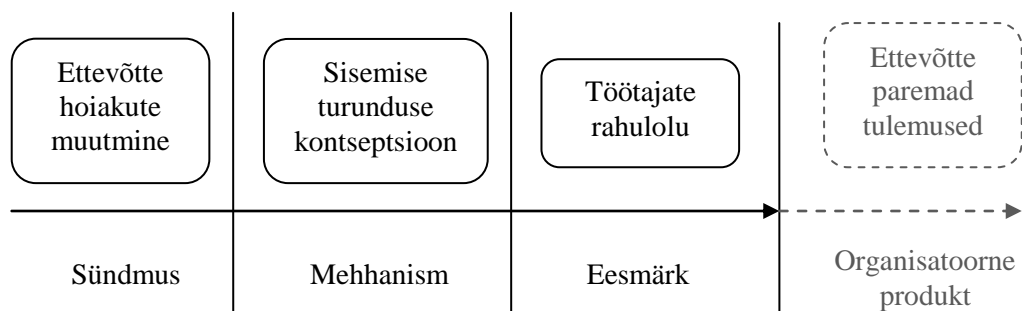 Ettevõtte
hoiakute
muutmine
Sisemise
turunduse
kontseptsioon
Töötajate
rahulolu
Ettevõtte
paremad
tulemused
Sündmus
Mehhanism
Eesmärk
Organisatoorne
produkt